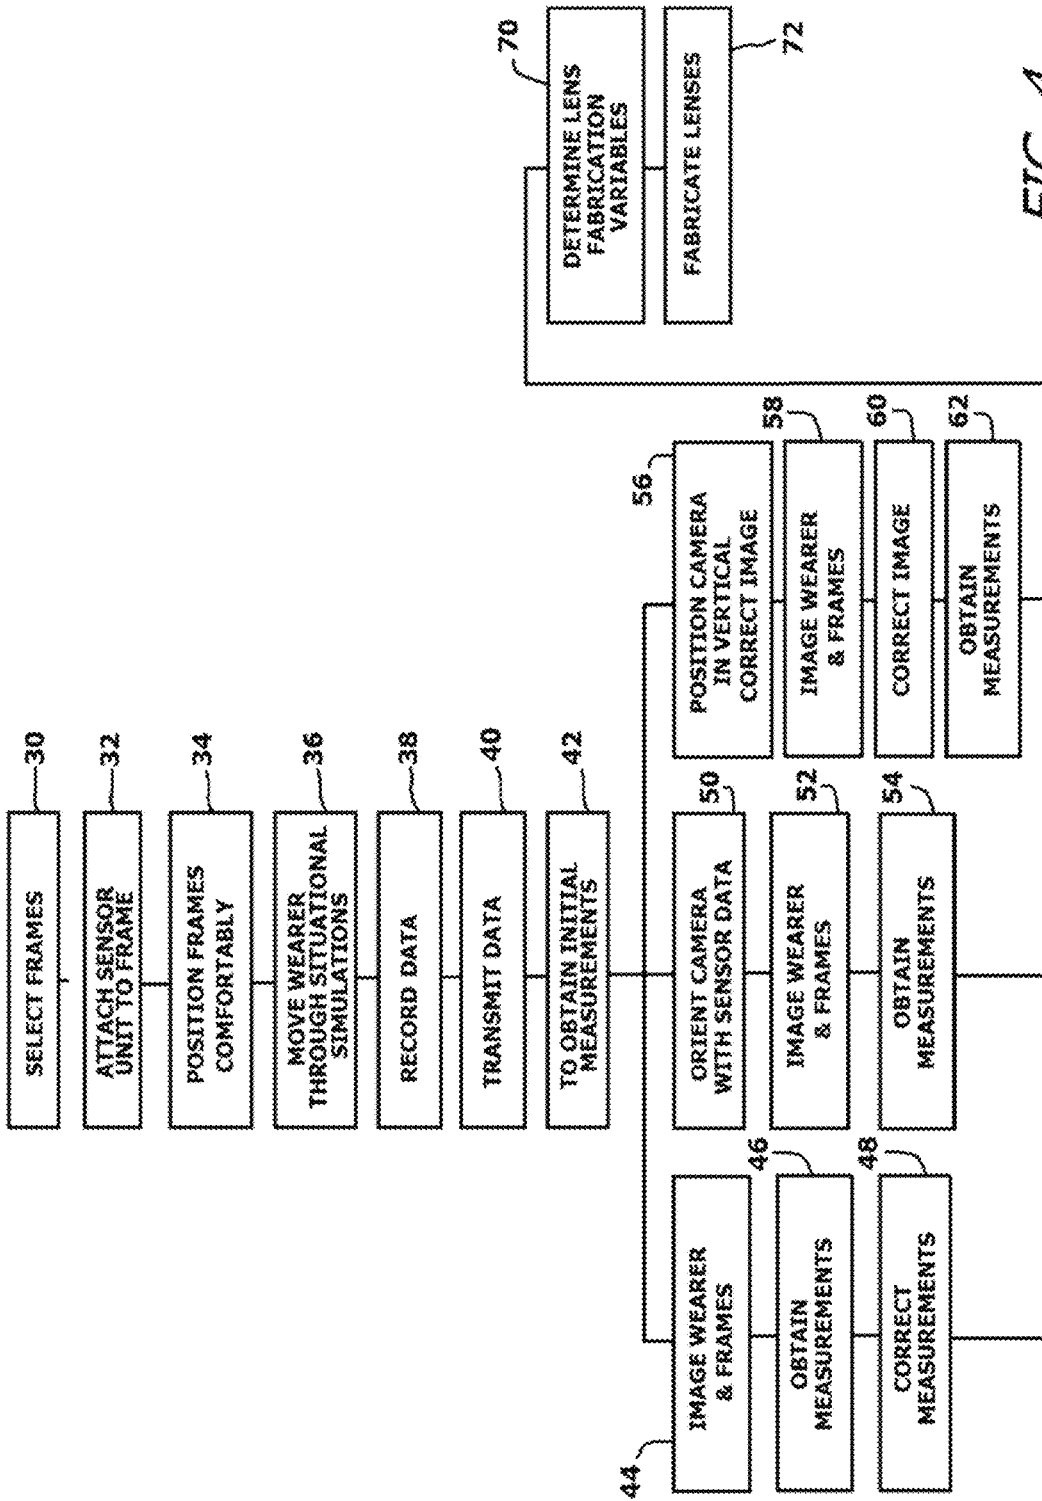 SELECT FRAMES
30
ATTACH SENSOR
UNIT TO FRAME
32
POSITION FRAMES
COMFORTABLY
34
MOVE WEARER
THROUGH SITUATIONAL
SIMULATIONS
36
RECORD DATA
38
TRANSMIT DATA
40
TO OBTAIN INITIAL
MEASUREMENTS
42
44
IMAGE WEARER
& FRAMES
46
OBTAIN
MEASUREMENTS
48
CORRECT
MEASUREMENTS
50
ORIENT CAMERA
WITH SENSOR DATA
52
IMAGE WEARER
& FRAMES
54
OBTAIN
MEASUREMENTS
56
POSITION CAMERA
IN VERTICAL
CORRECT IMAGE
58
IMAGE WEARER
& FRAMES
60
CORRECT IMAGE
62
OBTAIN
MEASUREMENTS
70
DETERMINE LENS
FABRICATION
VARIABLES
72
FABRICATE LENSES
FIG. 4